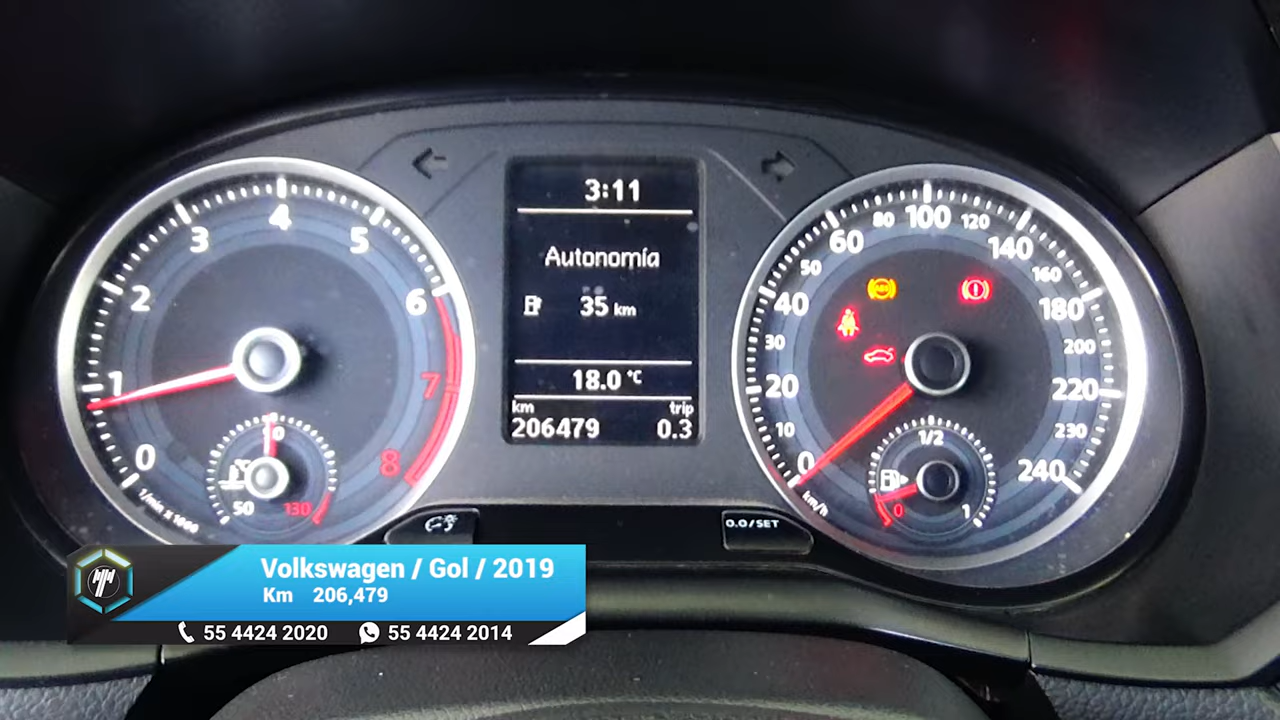 3:11
Autonomía
35 km
18.0 °C
km trip
206479 0.3
0 1 2 3 4 5 6 7 8
1/min x 1000
50 130
0 10 20 30 40 50 60 80 100 120 140 160 180 200 220 230 240
km/h
0 1/2 1
0.0/SET
Volkswagen / Gol / 2019
Km 206,479
55 4424 2020 55 4424 2014